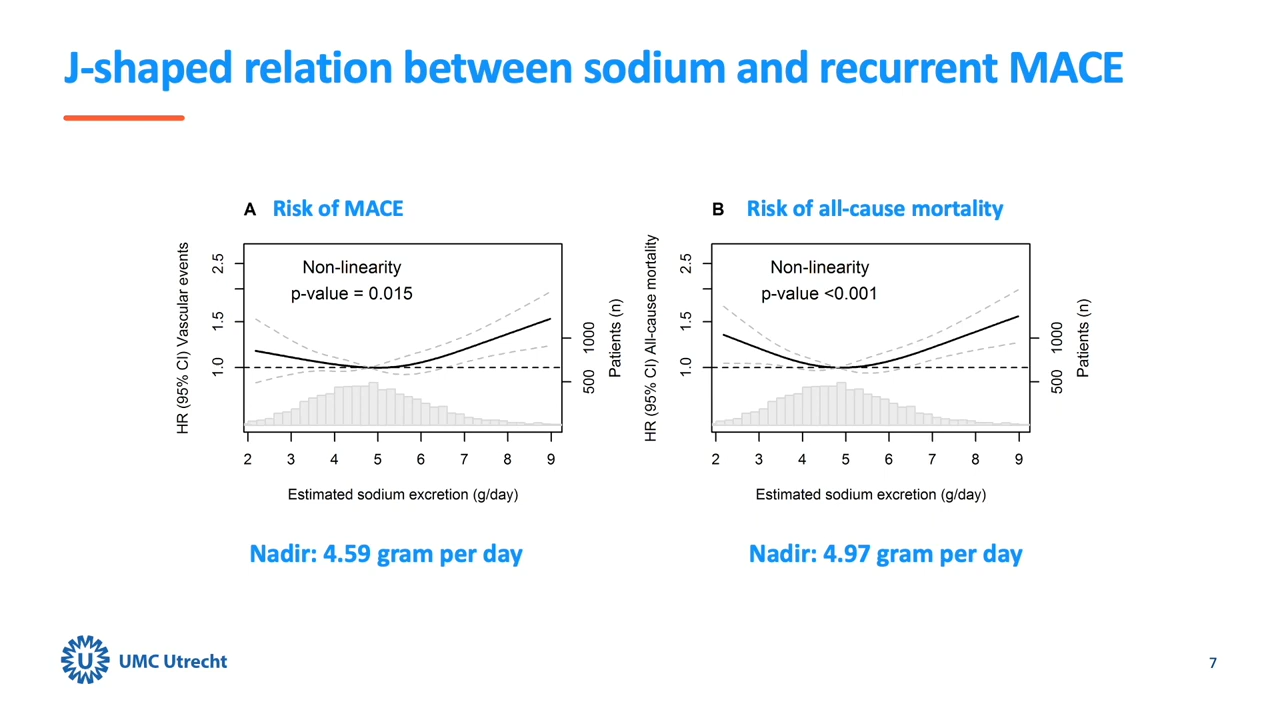 J-shaped relation between sodium and recurrent MACE
A Risk of MACE
HR (95% CI) Vascular events
2.5
1.5
1.0
Non-linearity
p-value = 0.015
1000
500
Patients (n)
2 3 4 5 6 7 8 9
Estimated sodium excretion (g/day)
Nadir: 4.59 gram per day
B Risk of all-cause mortality
HR (95% CI) All-cause mortality
2.5
1.5
1.0
Non-linearity
p-value <0.001
1000
500
Patients (n)
2 3 4 5 6 7 8 9
Estimated sodium excretion (g/day)
Nadir: 4.97 gram per day
U UMC Utrecht
7